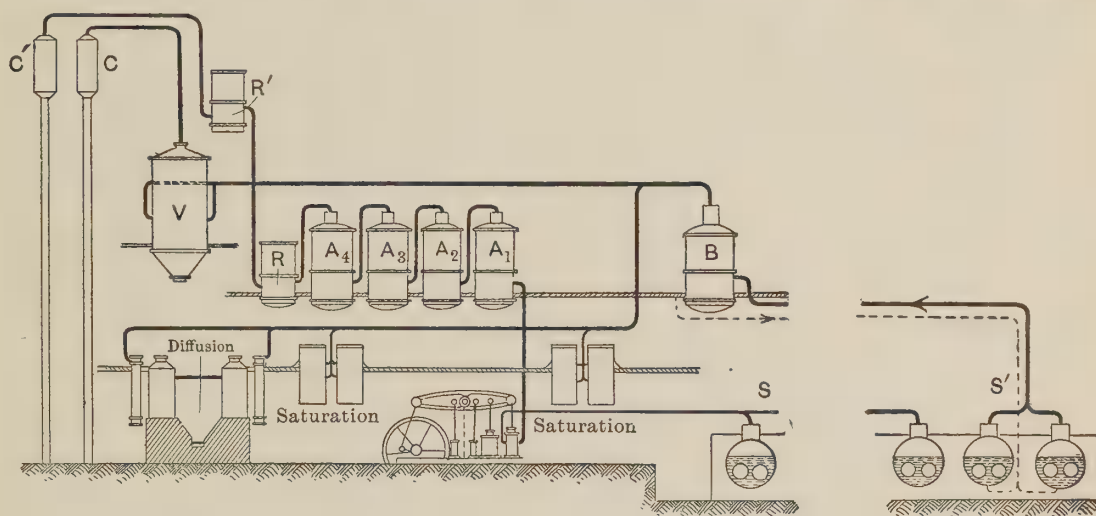 C′
C
R′
V
R
A₄
A₃
A₂
A₁
B
Diffusion
Saturation
Saturation
S
S′